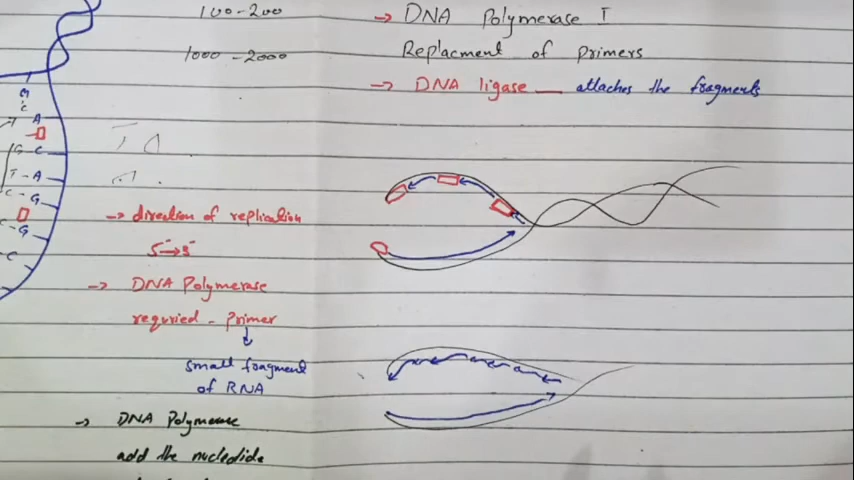 100-200
1000-2000
→ DNA Polymerase I
Replacment of primers
→ DNA ligase — attaches the fragments
A
G C
T-A
C-G
G
C
→ direction of replication
5→3
→ DNA Polymerase
requried - primer
↓
small fragment
of RNA
→ DNA Polymerase
add the nucleotide